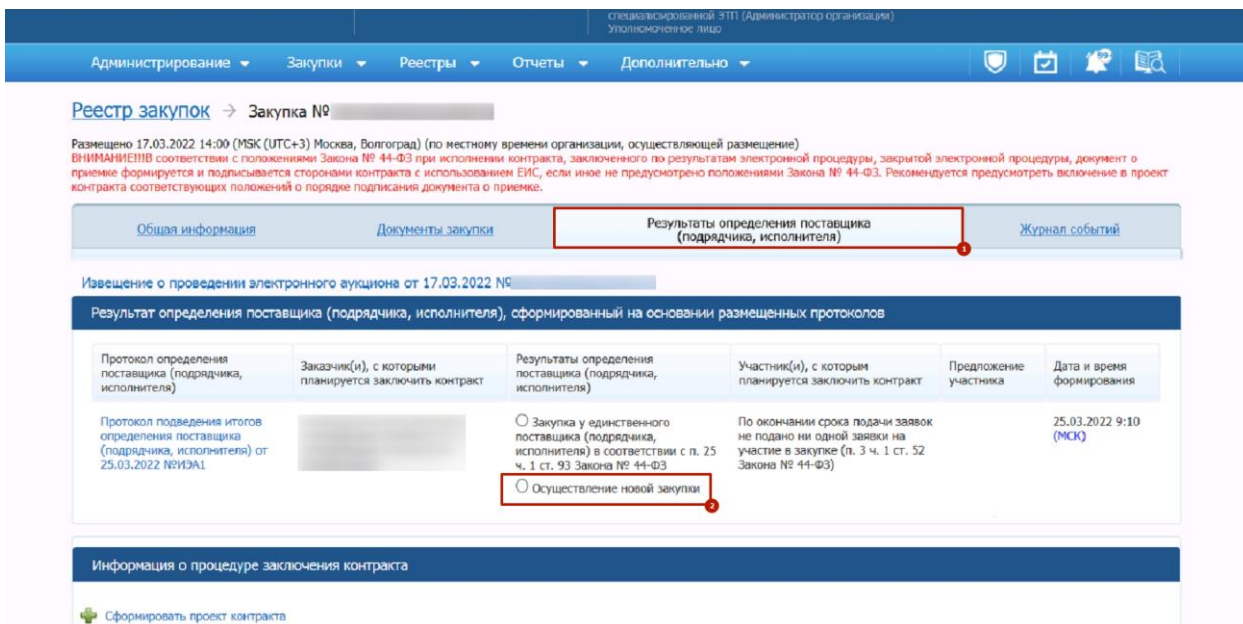 специализированной ЭТП (Администратор организации)
Уполномоченное лицо
Администрирование Закупки Реестры Отчеты Дополнительно 99
Реестр закупок → Закупка №
Размещено 17.03.2022 14:00 (MSK (UTC+3) Москва, Волгоград) (по местному времени организации, осуществляющей размещение)
ВНИМАНИЕ!!!В соответствии с положениями Закона № 44-ФЗ при исполнении контракта, заключенного по результатам электронной процедуры, закрытой электронной процедуры, документ о
приемке формируется и подписывается сторонами контракта с использованием ЕИС, если иное не предусмотрено положениями Закона № 44-ФЗ. Рекомендуется предусмотреть включение в проект
контракта соответствующих положений о порядке подписания документа о приемке.
Общая информация
Документы закупки
Результаты определения поставщика
(подрядчика, исполнителя)
1
Журнал событий
Извещение о проведении электронного аукциона от 17.03.2022 №
Результат определения поставщика (подрядчика, исполнителя), сформированный на основании размещенных протоколов
Протокол определения
поставщика (подрядчика,
исполнителя)
Заказчик(и), с которыми
планируется заключить контракт
Результаты определения
поставщика (подрядчика,
исполнителя)
Участник(и), с которым
планируется заключить контракт
Предложение
участника
Дата и время
формирования
Протокол подведения итогов
определения поставщика
(подрядчика, исполнителя) от
25.03.2022 №ИЭА1
Закупка у единственного
поставщика (подрядчика,
исполнителя) в соответствии с п. 25
ч. 1 ст. 93 Закона № 44-ФЗ
Осуществление новой закупки
2
По окончании срока подачи заявок
не подано ни одной заявки на
участие в закупке (п. 3 ч. 1 ст. 52
Закона № 44-ФЗ)
25.03.2022 9:10
(МСК)
Информация о процедуре заключения контракта
Сформировать проект контракта